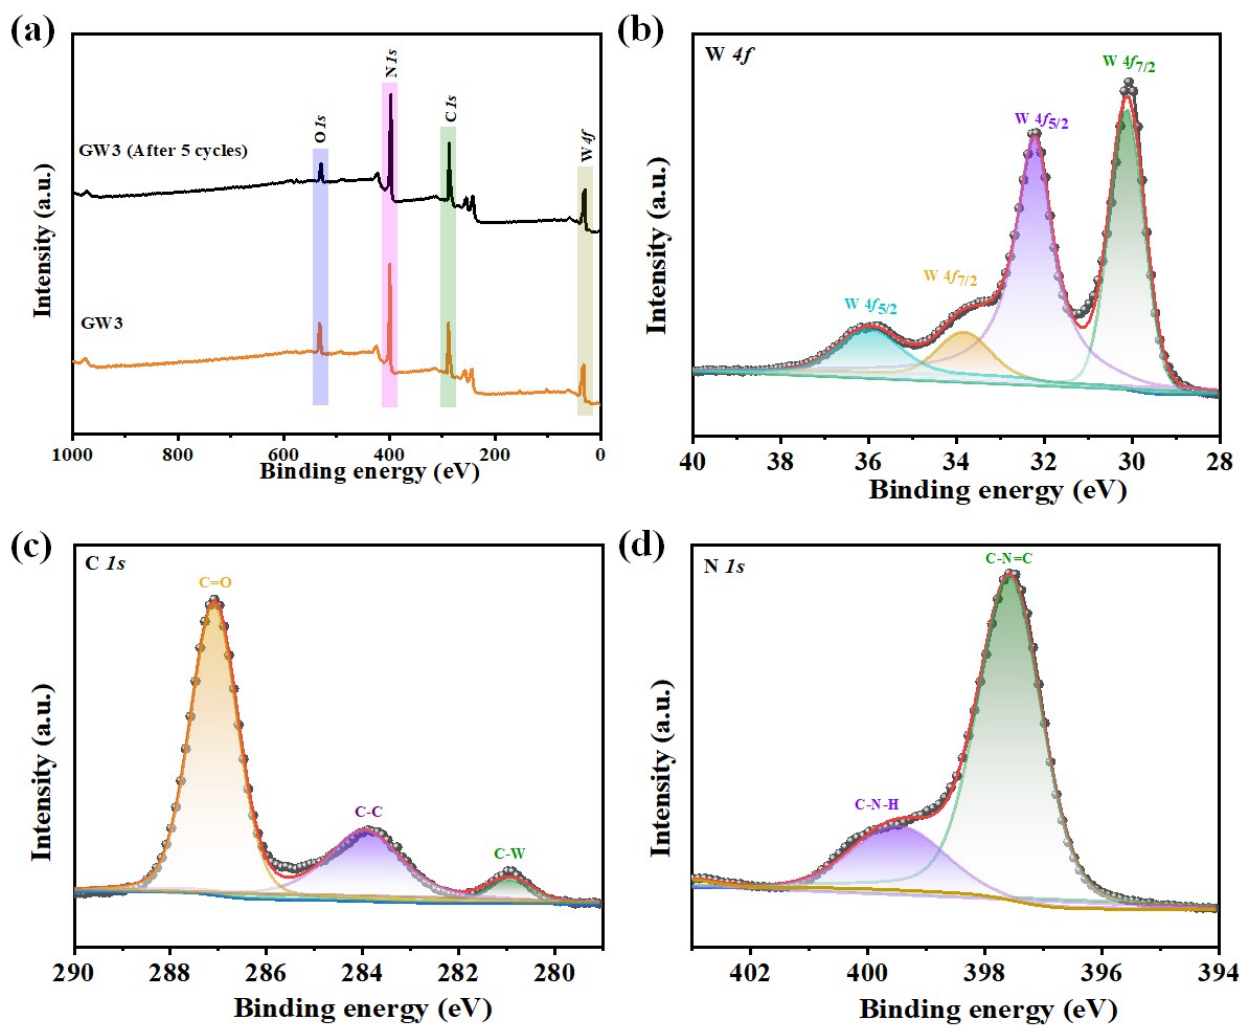 (a)
O 1s
N 1s
C 1s
W 4f
GW3 (After 5 cycles)
GW3
Intensity (a.u.)
1000 800 600 400 200 0
Binding energy (eV)
(b)
W 4f
W 4f7/2
W 4f5/2
W 4f7/2
W 4f5/2
Intensity (a.u.)
40 38 36 34 32 30 28
Binding energy (eV)
(c)
C 1s
C=O
C-C
C-W
Intensity (a.u.)
290 288 286 284 282 280
Binding energy (eV)
(d)
N 1s
C-N=C
C-N-H
Intensity (a.u.)
402 400 398 396 394
Binding energy (eV)